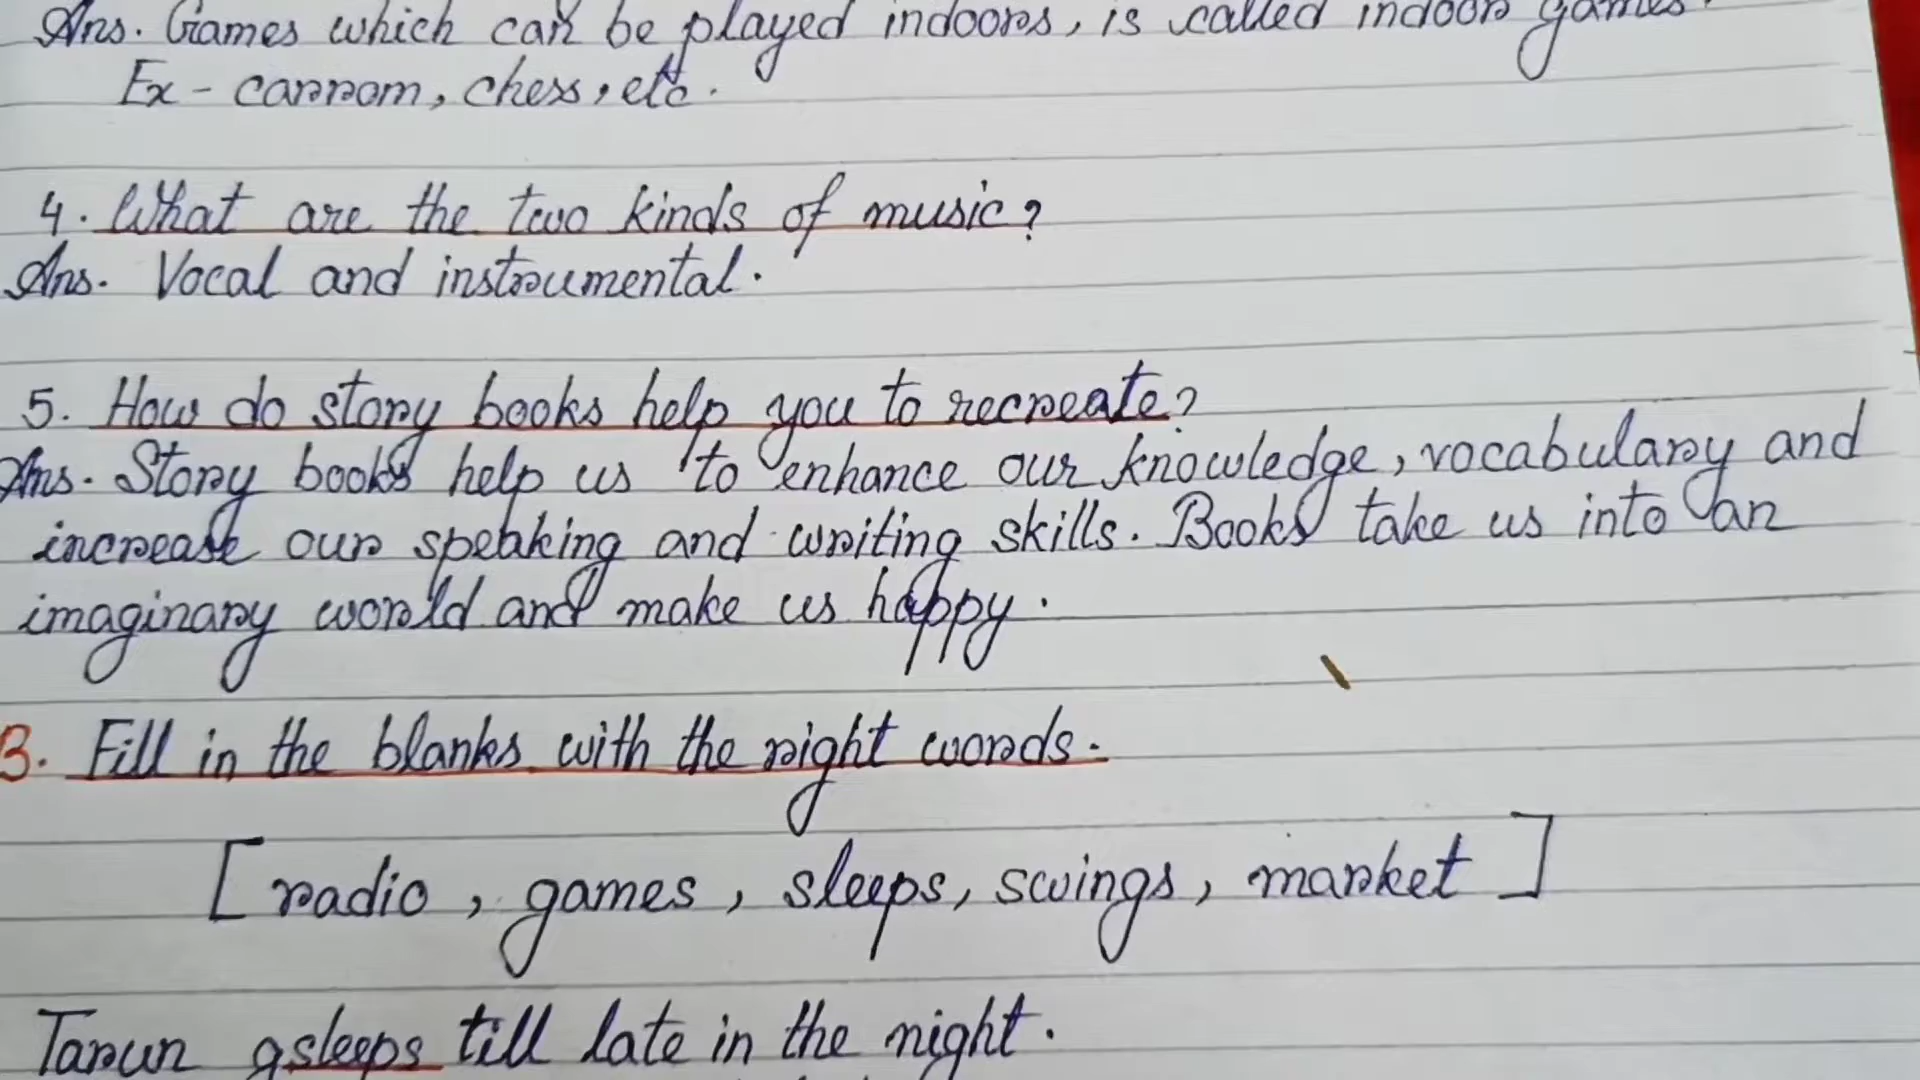 Ans. Games which can be played indoors, is called indoor games.
Ex - carrom, chess, etc.
4. What are the two kinds of music?
Ans. Vocal and instrumental.
5. How do story books help you to recreate?
Ans. Story books help us to enhance our knowledge, vocabulary and
increase our speaking and writing skills. Books take us into an
imaginary world and make us happy.
B. Fill in the blanks with the right words.
[ radio, games, sleeps, swings, market ]
Tarun sleeps till late in the night.